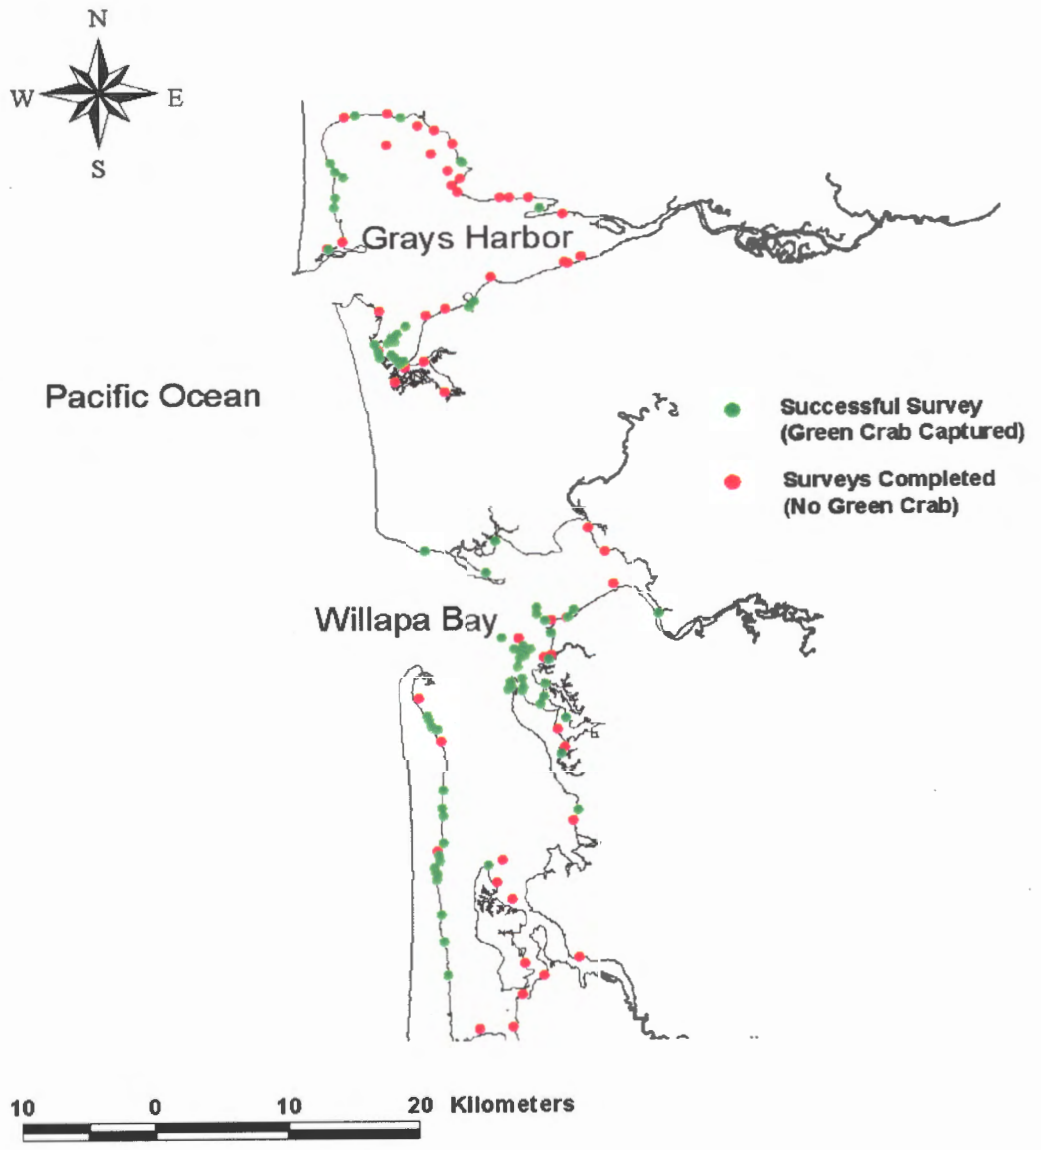 N
W E
S
Grays Harbor
Pacific Ocean
Successful Survey
(Green Crab Captured)
Surveys Completed
(No Green Crab)
Willapa Bay
10 0 10 20 Kilometers